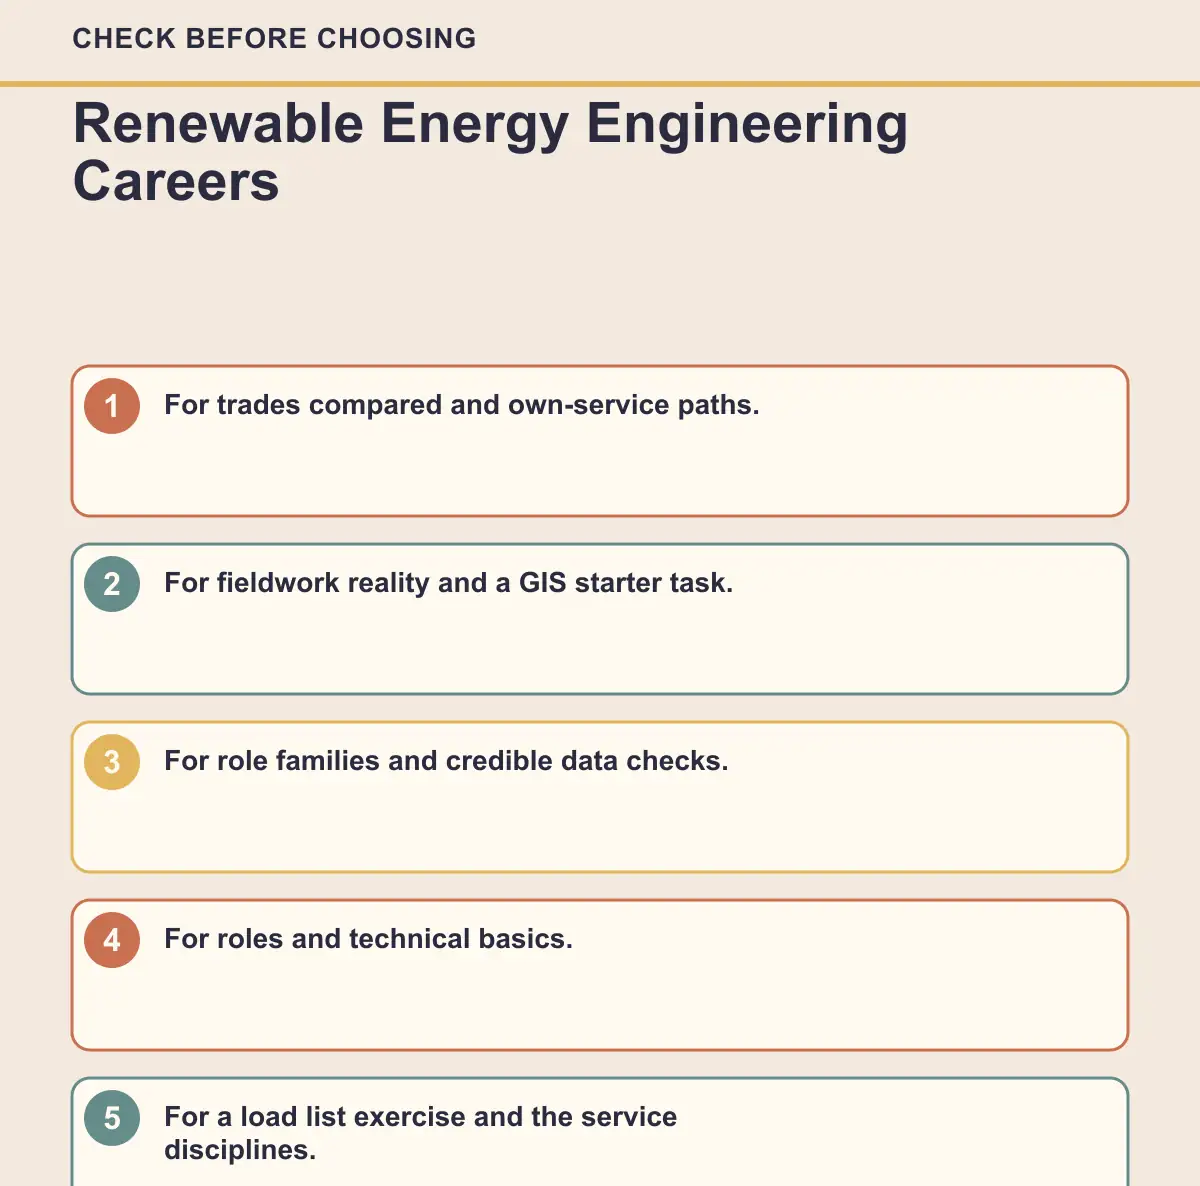 CHECK BEFORE CHOOSING
Renewable Energy Engineering
Careers
1
For trades compared and own-service paths.
2
For fieldwork reality and a GIS starter task.
3
For role families and credible data checks.
4
For roles and technical basics.
5
For a load list exercise and the service
disciplines.